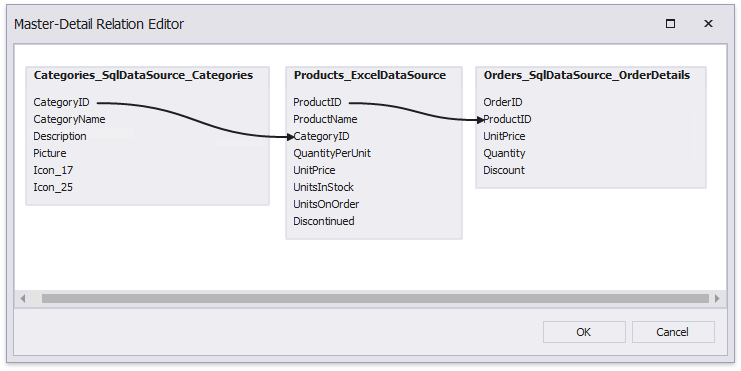 Master-Detail Relation Editor
Categories_SqlDataSource_Categories
CategoryID
CategoryName
Description
Picture
Icon_17
Icon_25
Products_ExcelDataSource
ProductID
ProductName
CategoryID
QuantityPerUnit
UnitPrice
UnitsInStock
UnitsOnOrder
Discontinued
Orders_SqlDataSource_OrderDetails
OrderID
ProductID
UnitPrice
Quantity
Discount
OK
Cancel